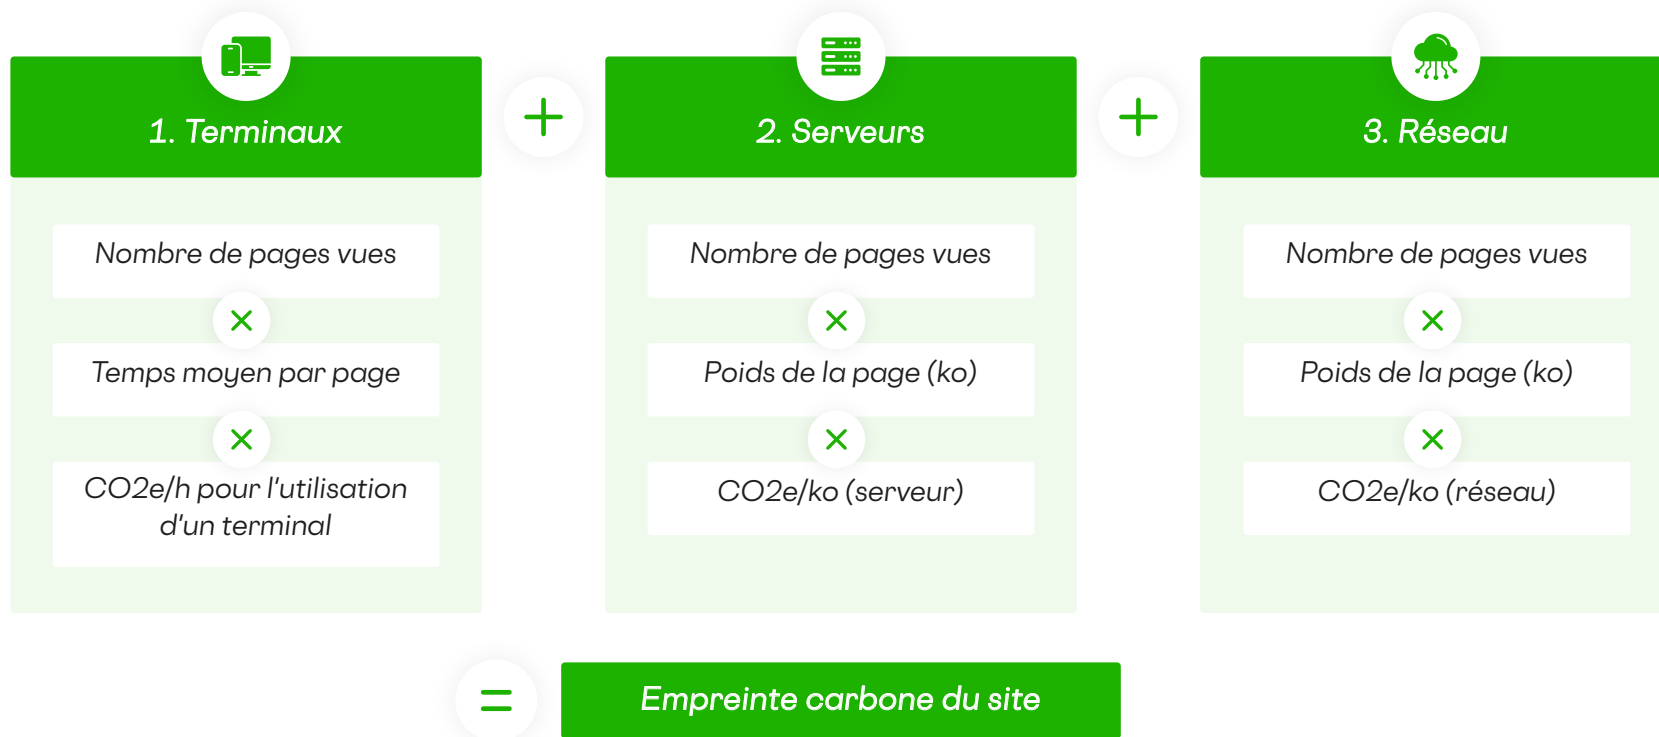 1. Terminaux
Nombre de pages vues
×
Temps moyen par page
×
CO2e/h pour l'utilisation
d'un terminal
+
2. Serveurs
Nombre de pages vues
×
Poids de la page (ko)
×
CO2e/ko (serveur)
+
3. Réseau
Nombre de pages vues
×
Poids de la page (ko)
×
CO2e/ko (réseau)
=
Empreinte carbone du site